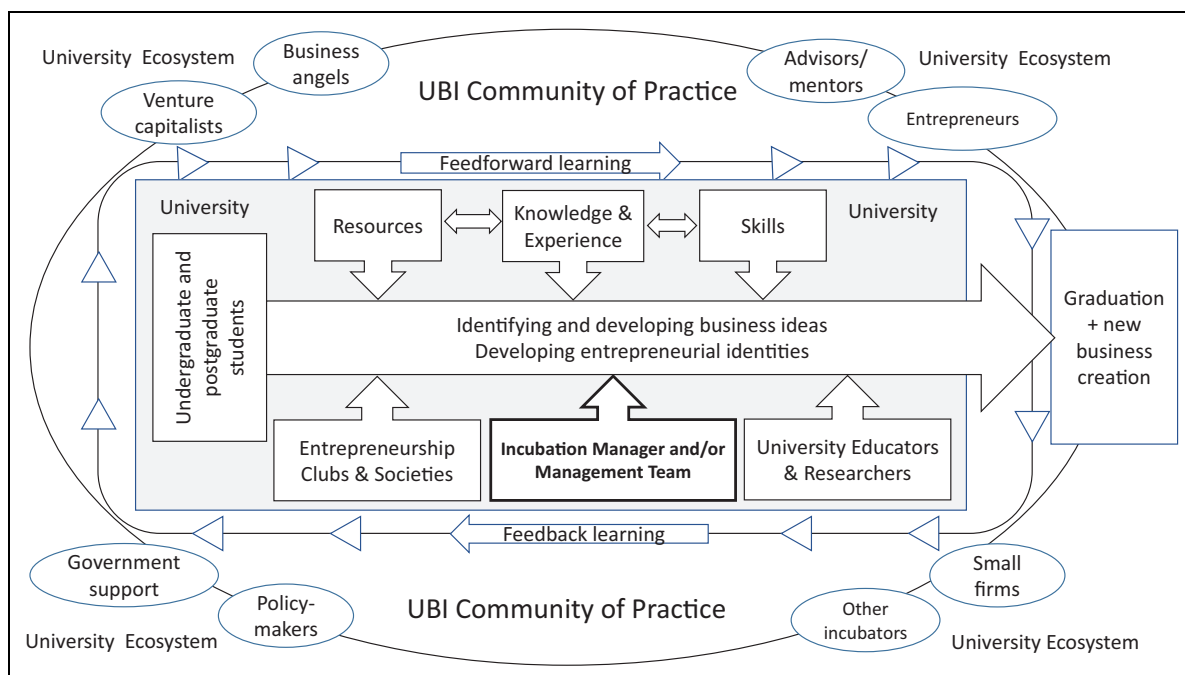 University Ecosystem
Business
angels
Advisors/
mentors
University Ecosystem
UBI Community of Practice
Venture
capitalists
Entrepreneurs
Feedforward learning
University
Resources
Knowledge &
Experience
Skills
University
Undergraduate and
postgraduate
students
Identifying and developing business ideas
Developing entrepreneurial identities
Graduation
+ new
business
creation
Entrepreneurship
Clubs & Societies
Incubation Manager and/or
Management Team
University Educators
& Researchers
Feedback learning
Government
support
Small
firms
Policy-
makers
UBI Community of Practice
Other
incubators
University Ecosystem
University Ecosystem